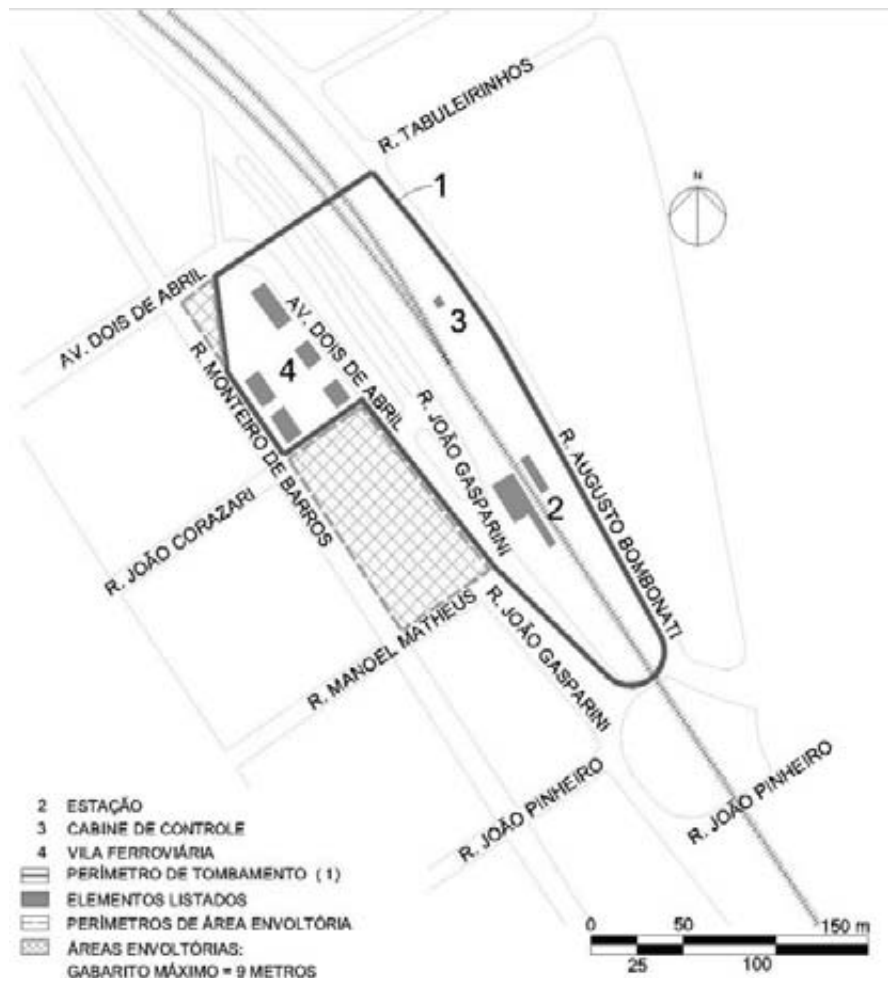 R. TABULEIRINHOS
1
N
AV. DOIS DE ABRIL
3
AV. DOIS DE ABRIL
4
R. MONTEIRO DE BARROS
R. JOÃO GASPARINI
R. AUGUSTO BOMBONATI
2
R. JOÃO CORAZARI
R. MANOEL MATHEUS
R. JOÃO GASPARINI
R. JOÃO PINHEIRO
R. JOÃO PINHEIRO
2 ESTAÇÃO
3 CABINE DE CONTROLE
4 VILA FERROVIÁRIA
PERÍMETRO DE TOMBAMENTO ( 1 )
ELEMENTOS LISTADOS
PERÍMETROS DE ÁREA ENVOLTÓRIA
ÁREAS ENVOLTÓRIAS:
GABARITO MÁXIMO = 9 METROS
0 50 150 m
25 100